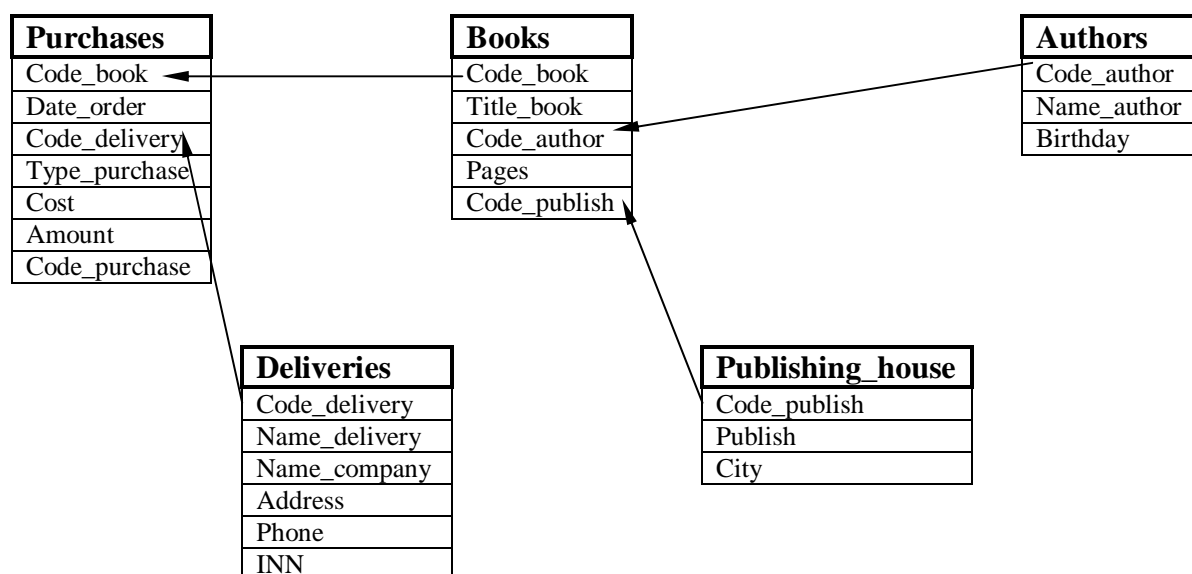 Purchases
Code_book
Date_order
Code_delivery
Type_purchase
Cost
Amount
Code_purchase
Books
Code_book
Title_book
Code_author
Pages
Code_publish
Authors
Code_author
Name_author
Birthday
Deliveries
Code_delivery
Name_delivery
Name_company
Address
Phone
INN
Publishing_house
Code_publish
Publish
City